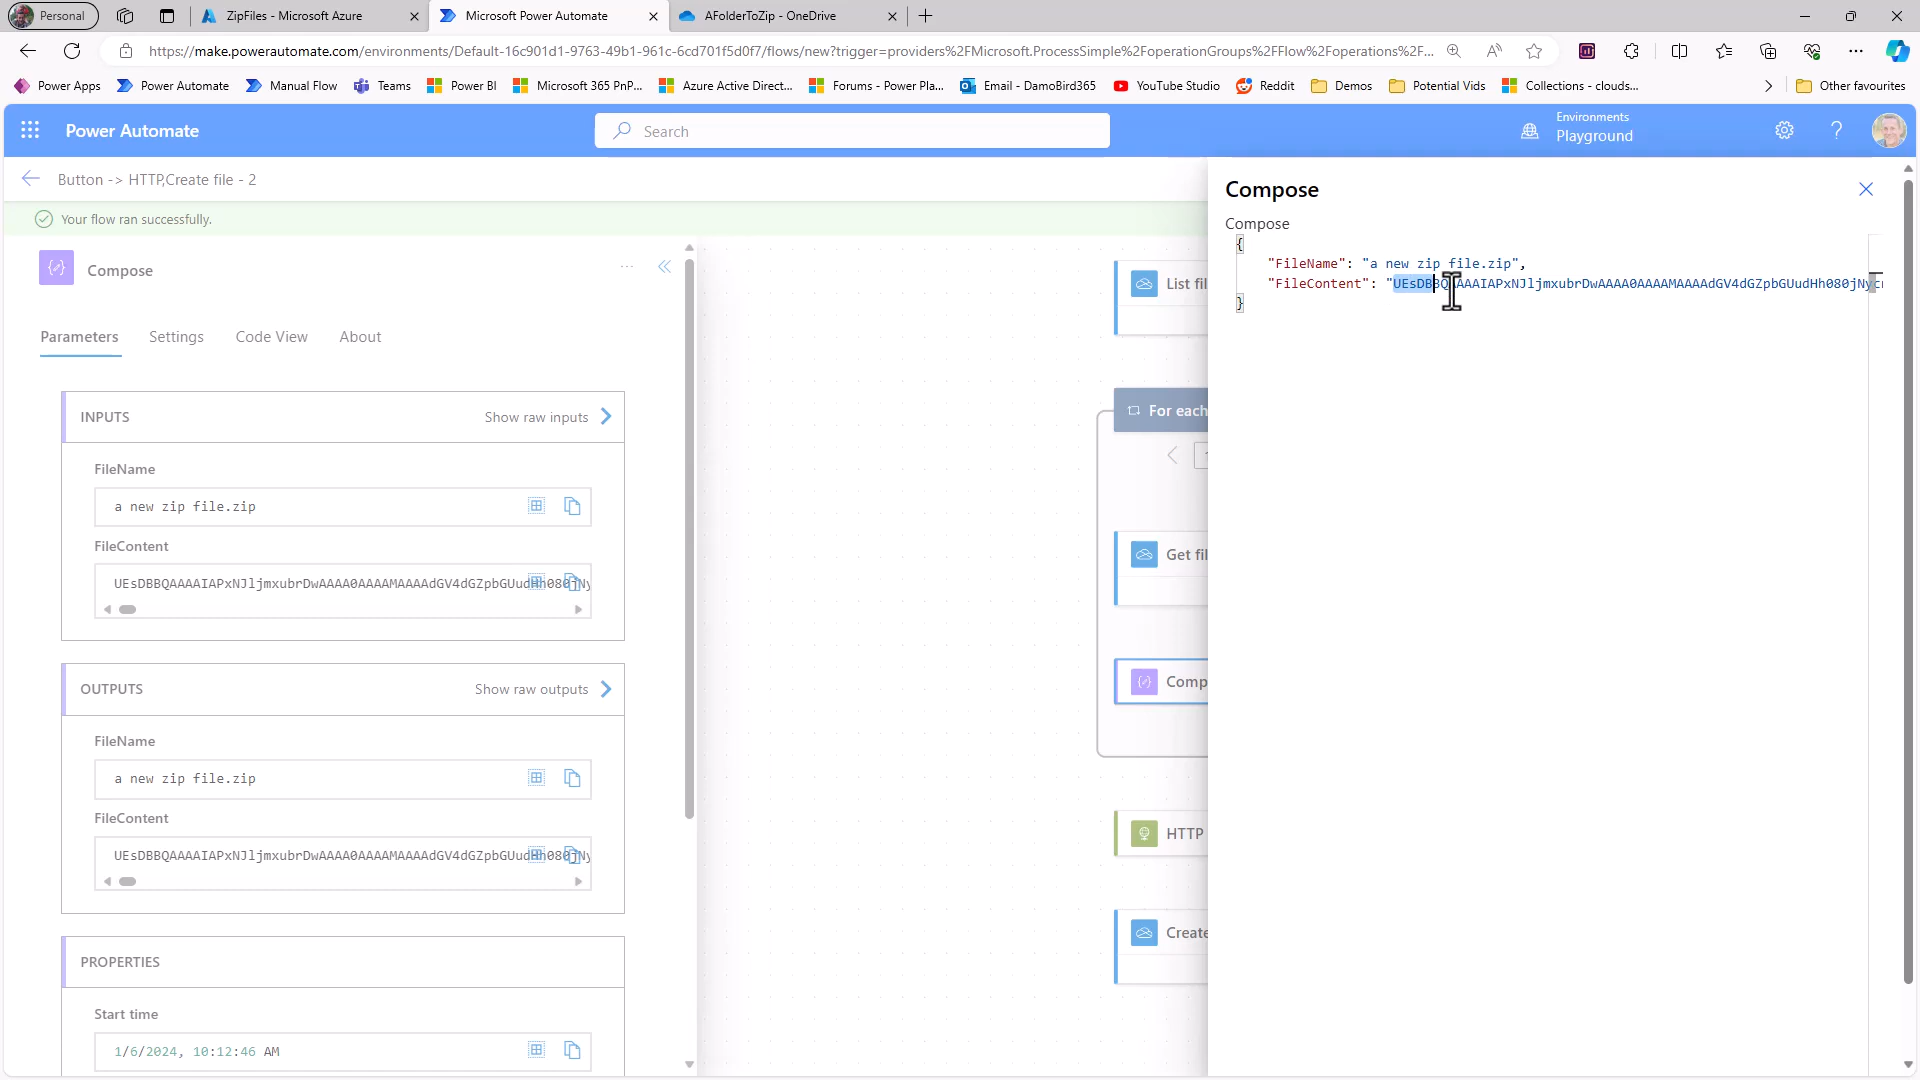 Personal
ZipFiles - Microsoft Azure
Microsoft Power Automate
AFolderToZip - OneDrive
https://make.powerautomate.com/environments/Default-16c901d1-9763-49b1-961c-6cd701f5d0f7/flows/new?trigger=providers%2FMicrosoft.ProcessSimple%2FoperationGroups%2FFlow%2Foperations%2F...
Power Apps
Power Automate
Manual Flow
Teams
Power BI
Microsoft 365 PnP...
Azure Active Direct...
Forums - Power Pla...
Email - DamoBird365
YouTube Studio
Reddit
Demos
Potential Vids
Collections - clouds...
Other favourites
Power Automate
Search
Environments
Playground
Button -> HTTP,Create file - 2
Your flow ran successfully.
Compose
Parameters
Settings
Code View
About
INPUTS
Show raw inputs
FileName
a new zip file.zip
FileContent
UEsDBBQAAAAIAPxNJljmxubrDwAAAA0AAAAMAAAAdGV4dGZpbGUudHh080jNy
OUTPUTS
Show raw outputs
FileName
a new zip file.zip
FileContent
UEsDBBQAAAAIAPxNJljmxubrDwAAAA0AAAAMAAAAdGV4dGZpbGUudHh080jNy
PROPERTIES
Start time
1/6/2024, 10:12:46 AM
List fil
For each
Get fil
Comp
HTTP
Create
Compose
Compose
{
"FileName": "a new zip file.zip",
"FileContent": "UEsDBBQAAAAIAPxNJljmxubrDwAAAA0AAAAMAAAAdGV4dGZpbGUudHh080jNycr
}